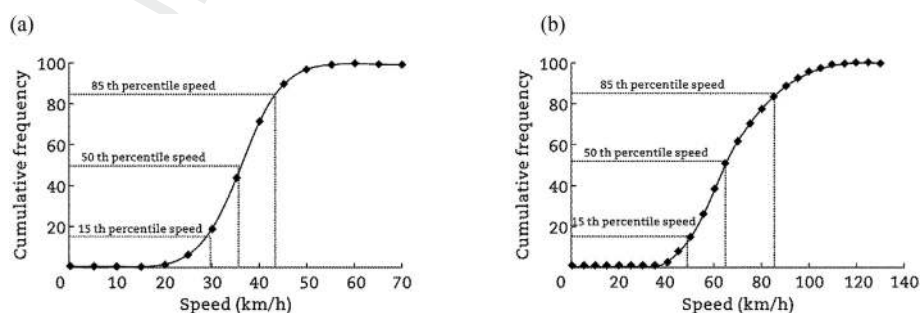 (a)
Cumulative frequency
100
80
60
40
20
0
85 th percentile speed
50 th percentile speed
15 th percentile speed
0 10 20 30 40 50 60 70
Speed (km/h)
(b)
Cumulative frequency
100
80
60
40
20
85 th percentile speed
50 th percentile speed
15 th percentile speed
0 20 40 60 80 100 120 140
Speed (km/h)